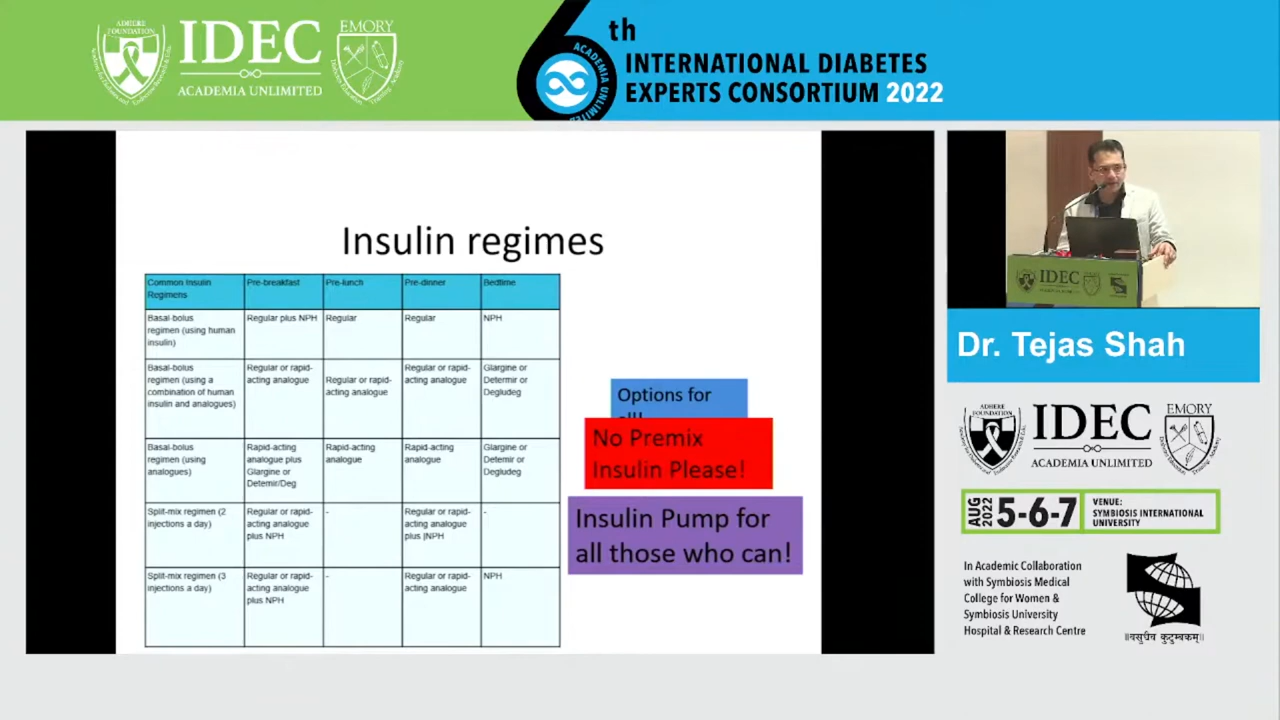 ADHERE
FOUNDATION
IDEC
ACADEMIA UNLIMITED
EMORY
6th
ACADEMIA UNLIMITED
INTERNATIONAL DIABETES
EXPERTS CONSORTIUM 2022
Insulin regimes
Common Insulin
Regimens
Pre-breakfast
Pre-lunch
Pre-dinner
Bedtime
Basal-bolus
regimen (using human
insulin)
Regular plus NPH
Regular
Regular
NPH
Basal-bolus
regimen (using a
combination of human
insulin and analogues)
Regular or rapid-
acting analogue
Regular or rapid-
acting analogue
Regular or rapid-
acting analogue
Glargine or
Determir or
Degludeg
Basal-bolus
regimen (using
analogues)
Rapid-acting
analogue plus
Glargine or
Detemir/Deg
Rapid-acting
analogue
Rapid-acting
analogue
Glargine or
Detemir or
Degludeg
Split-mix regimen (2
injections a day)
Regular or rapid-
acting analogue
plus NPH
-
Regular or rapid-
acting analogue
plus |NPH
-
Split-mix regimen (3
injections a day)
Regular or rapid-
acting analogue
plus NPH
-
Regular or rapid-
acting analogue
NPH
Options for
all!
No Premix
Insulin Please!
Insulin Pump for
all those who can!
IDEC
Dr. Tejas Shah
ADHERE
FOUNDATION
IDEC
ACADEMIA UNLIMITED
EMORY
AUG
2022
5-6-7
VENUE:
SYMBIOSIS INTERNATIONAL
UNIVERSITY
In Academic Collaboration
with Symbiosis Medical
College for Women &
Symbiosis University
Hospital & Research Centre
॥वसुधैव कुटुम्बकम्॥